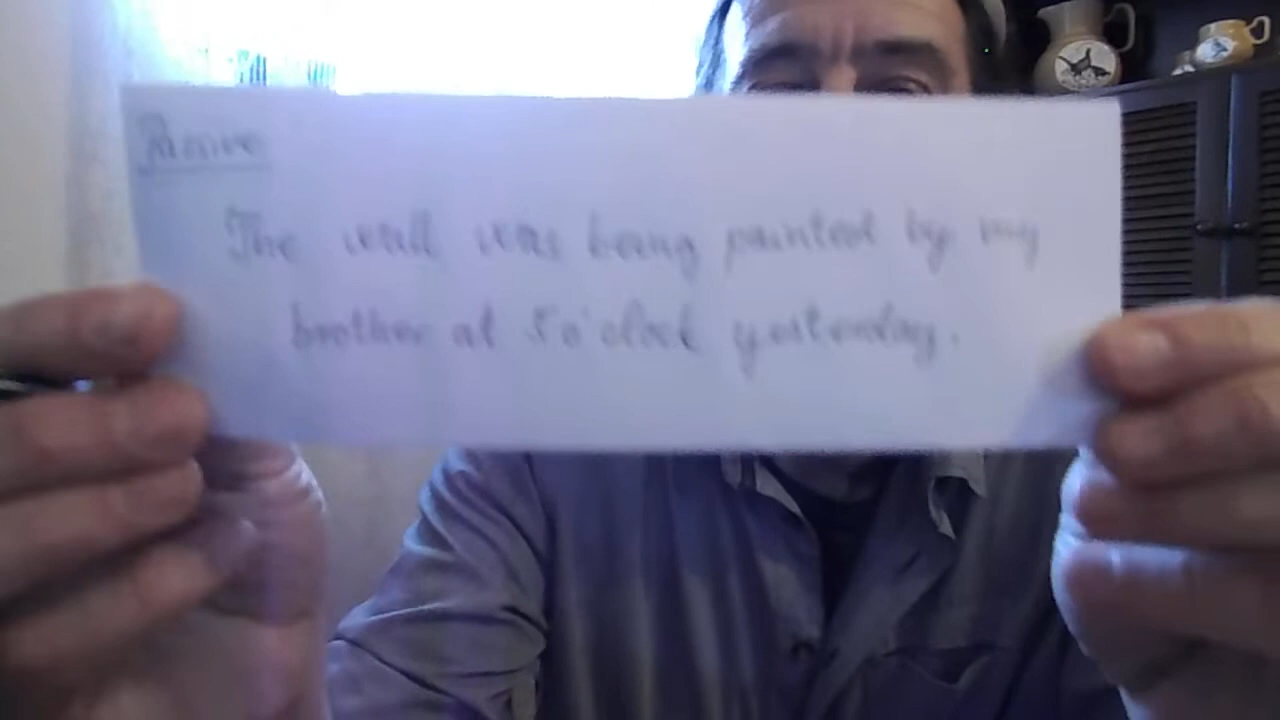 Passive
The wall was being painted by my
brother at 5 o'clock yesterday.